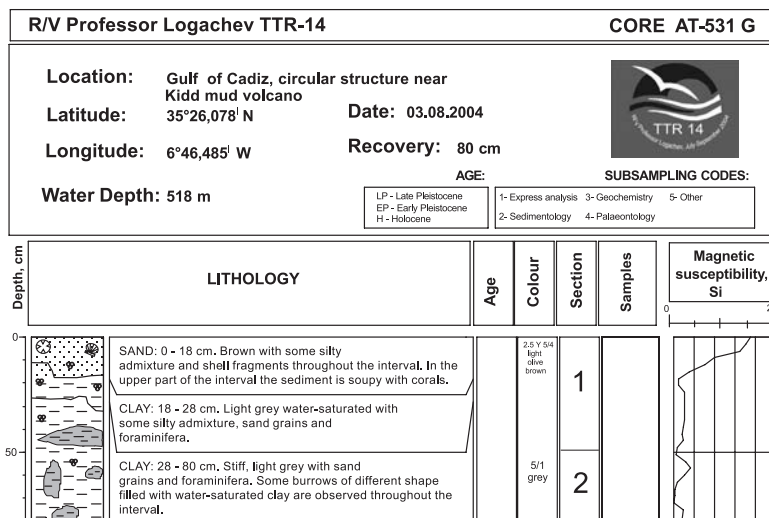 R/V Professor Logachev TTR-14
CORE AT-531 G
Location: Gulf of Cadiz, circular structure near
Kidd mud volcano
Latitude: 35°26,078ˡ N
Date: 03.08.2004
Longitude: 6°46,485ˡ W
Recovery: 80 cm
Water Depth: 518 m
TTR 14
R/V Professor Logachev, July September 2004
AGE:
LP - Late Pleistocene
EP - Early Pleistocene
H - Holocene
SUBSAMPLING CODES:
1- Express analysis 3- Geochemistry 5- Other
2- Sedimentology 4- Palaeontology
Depth, cm
LITHOLOGY
Age
Colour
Section
Samples
Magnetic
susceptibility,
Si
0 2
0
SAND: 0 - 18 cm. Brown with some silty
admixture and shell fragments throughout the interval. In the
upper part of the interval the sediment is soupy with corals.
2.5 Y 5/4
light
olive
brown
1
CLAY: 18 - 28 cm. Light grey water-saturated with
some silty admixture, sand grains and
foraminifera.
50
CLAY: 28 - 80 cm. Stiff, light grey with sand
grains and foraminifera. Some burrows of different shape
filled with water-saturated clay are observed throughout the
interval.
5/1
grey
2